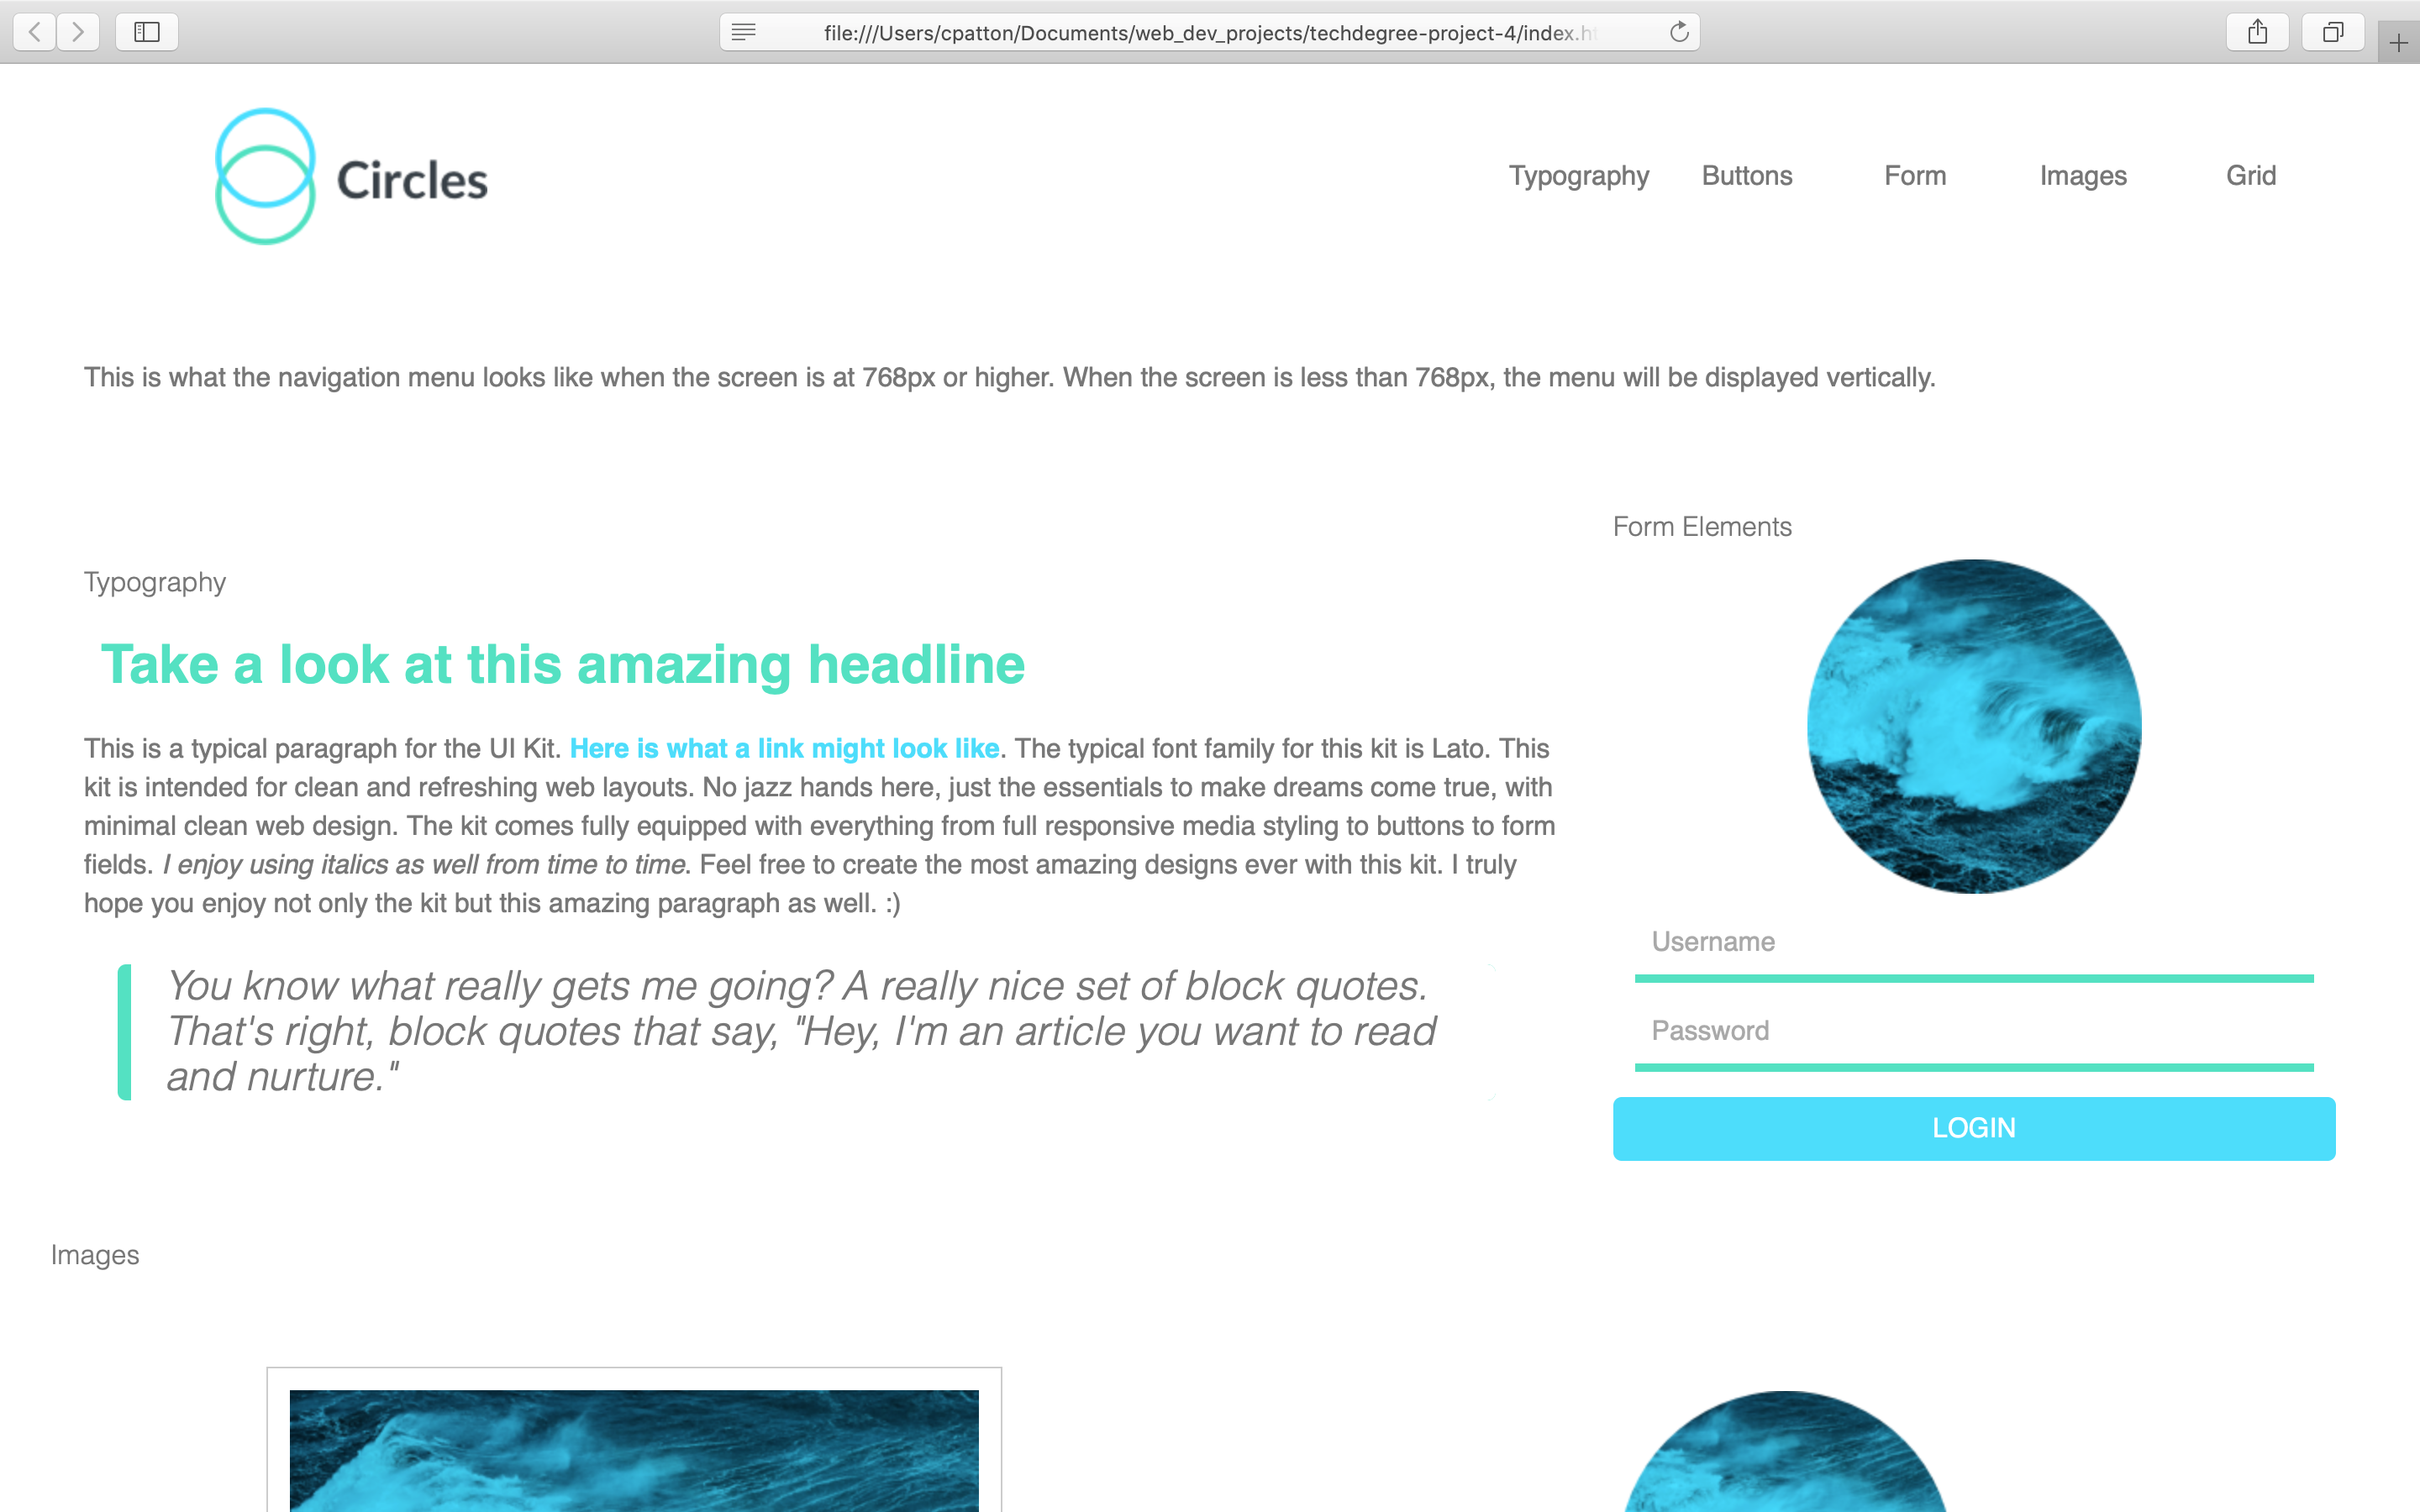 file:///Users/cpatton/Documents/web_dev_projects/techdegree-project-4/index.ht
Circles
Typography Buttons Form Images Grid
This is what the navigation menu looks like when the screen is at 768px or higher. When the screen is less than 768px, the menu will be displayed vertically.
Typography
Take a look at this amazing headline
This is a typical paragraph for the UI Kit. Here is what a link might look like. The typical font family for this kit is Lato. This
kit is intended for clean and refreshing web layouts. No jazz hands here, just the essentials to make dreams come true, with
minimal clean web design. The kit comes fully equipped with everything from full responsive media styling to buttons to form
fields. I enjoy using italics as well from time to time. Feel free to create the most amazing designs ever with this kit. I truly
hope you enjoy not only the kit but this amazing paragraph as well. :)
You know what really gets me going? A really nice set of block quotes.
That's right, block quotes that say, "Hey, I'm an article you want to read
and nurture."
Form Elements
Username
Password
LOGIN
Images